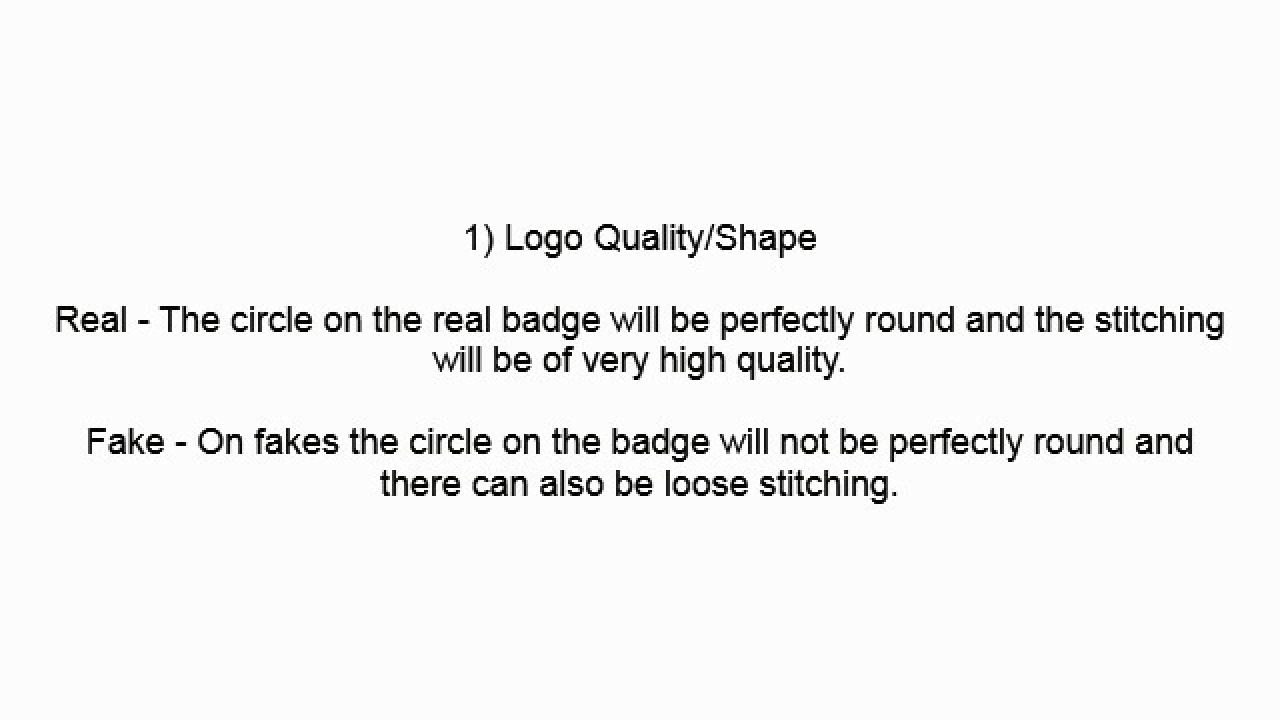 1) Logo Quality/Shape
Real - The circle on the real badge will be perfectly round and the stitching
will be of very high quality.
Fake - On fakes the circle on the badge will not be perfectly round and
there can also be loose stitching.